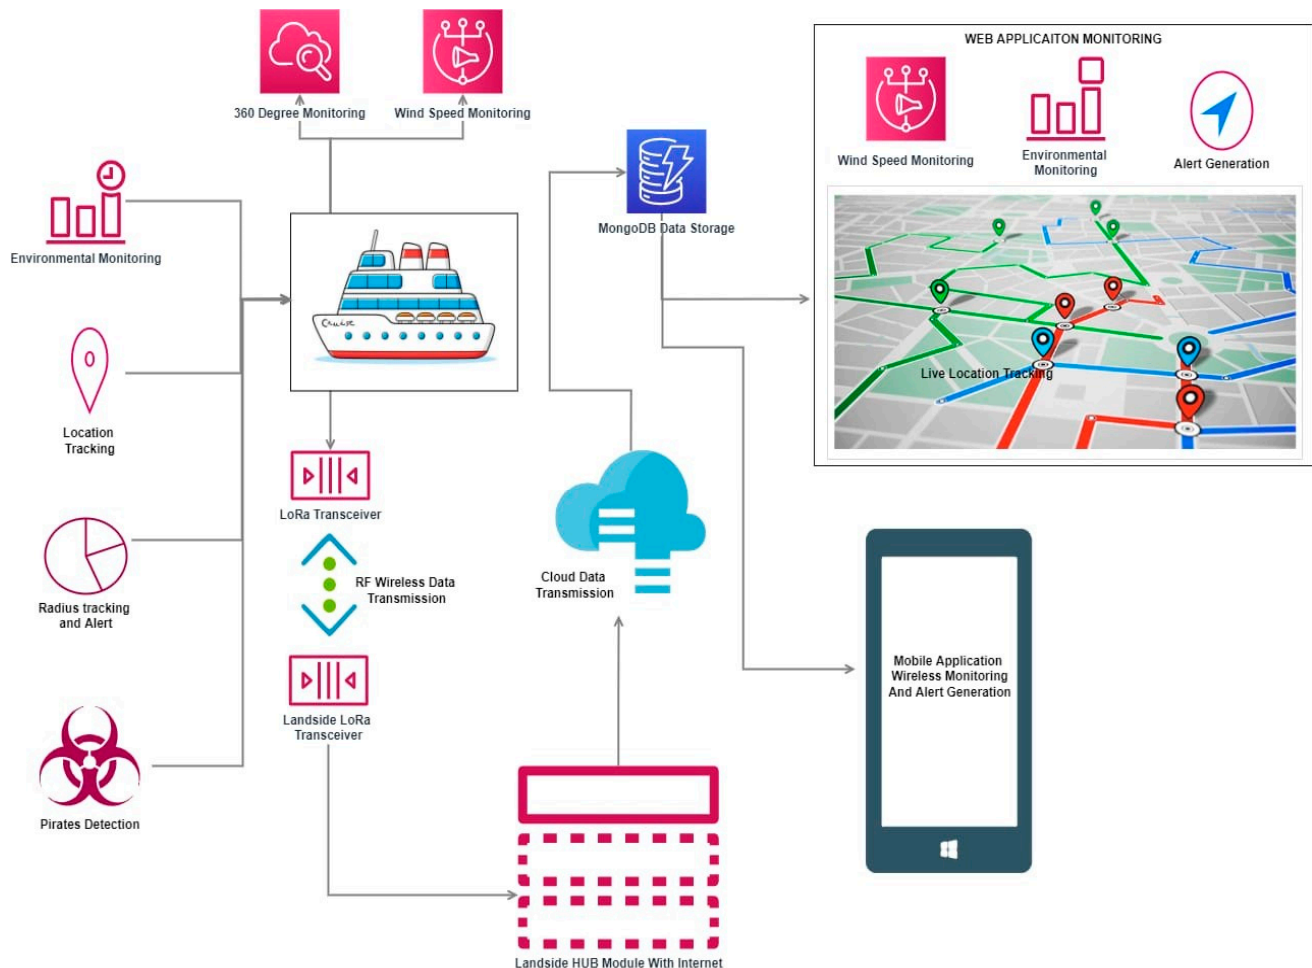 360 Degree Monitoring
Wind Speed Monitoring
WEB APPLICAITON MONITORING
Wind Speed Monitoring
Environmental
Monitoring
Alert Generation
Environmental Monitoring
MongoDB Data Storage
Cruise
Live Location Tracking
Location
Tracking
LoRa Transceiver
RF Wireless Data
Transmission
Cloud Data
Transmission
Radius tracking
and Alert
Mobile Application
Wireless Monitoring
And Alert Generation
Landside LoRa
Transceiver
Pirates Detection
Landside HUB Module With Internet